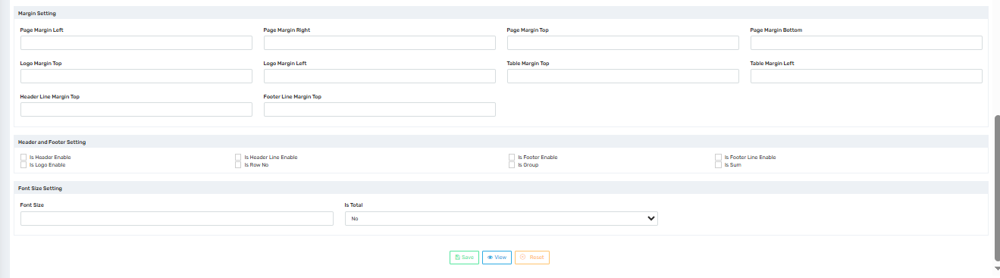 Margin Setting
Page Margin Left Page Margin Right Page Margin Top Page Margin Bottom
Logo Margin Top Logo Margin Left Table Margin Top Table Margin Left
Header Line Margin Top Footer Line Margin Top
Header and Footer Setting
Is Header Enable Is Header Line Enable Is Footer Enable Is Footer Line Enable
Is Logo Enable Is Row No Is Group Is Sum
Font Size Setting
Font Size Is Total
No
Save View Reset